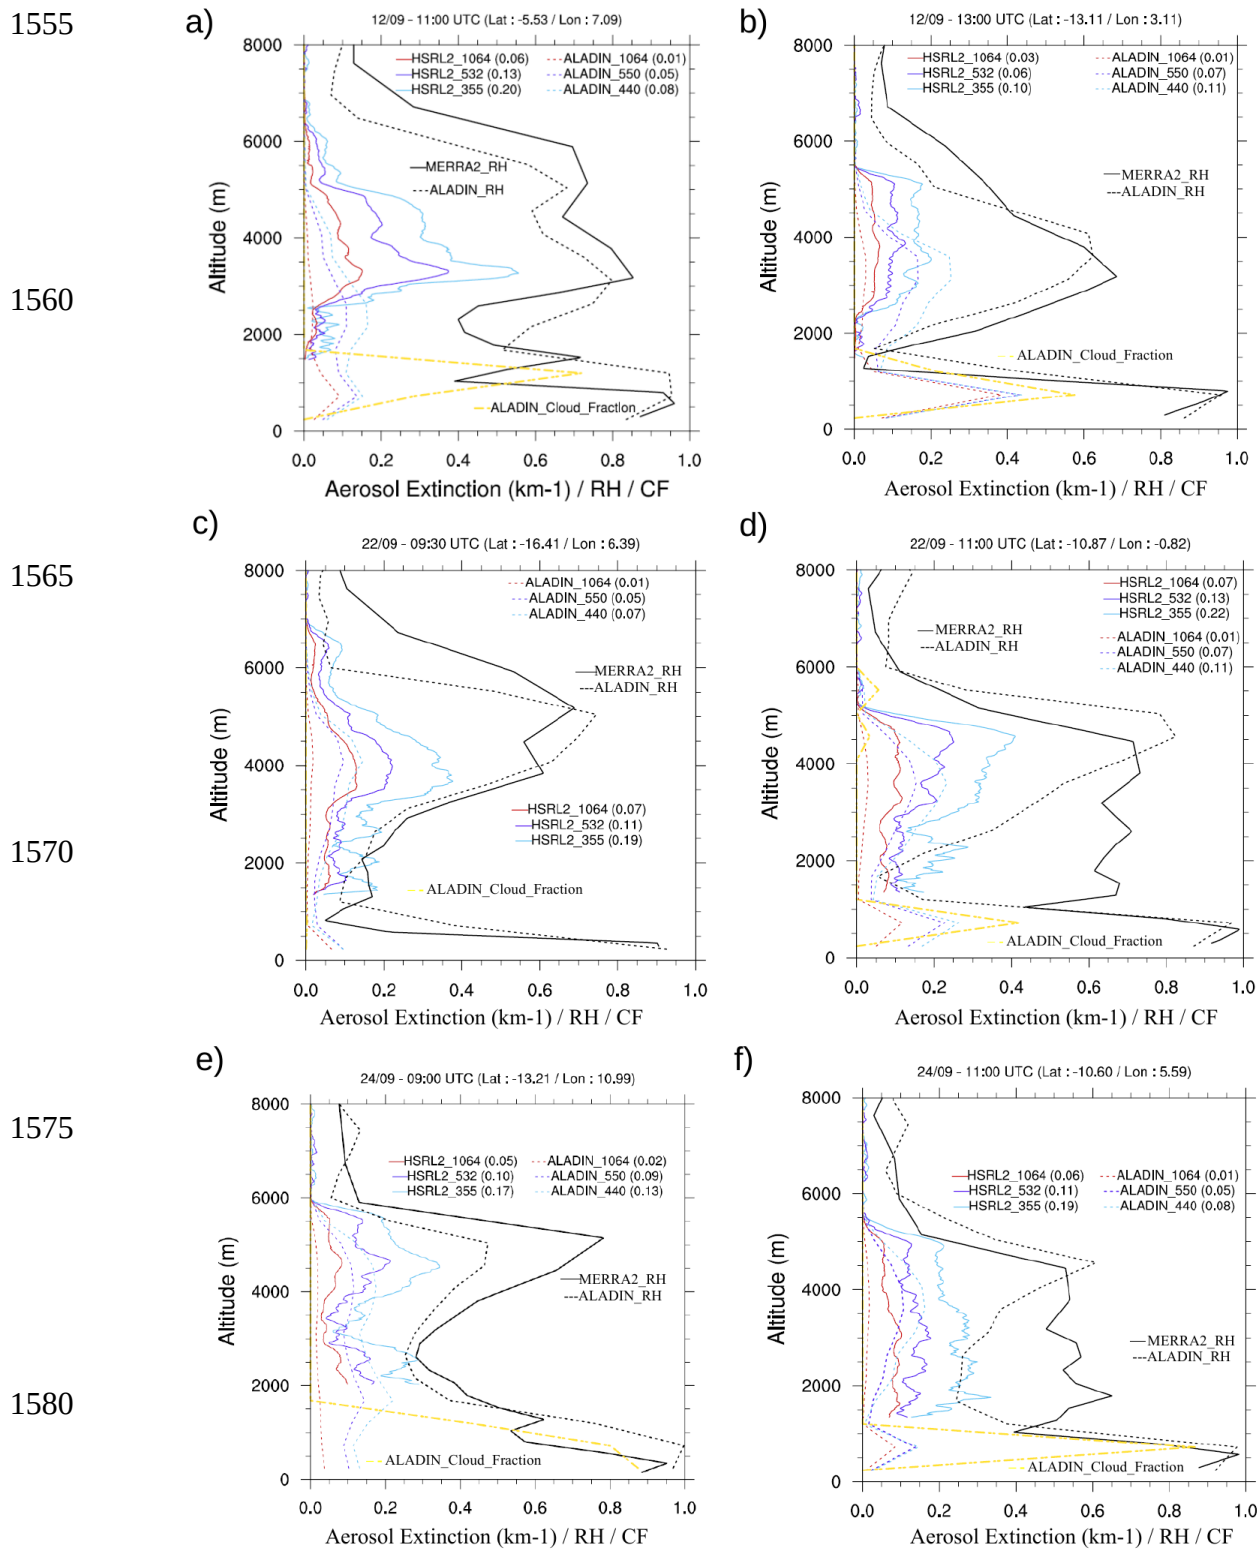 1555
1560
1565
1570
1575
1580
a)
12/09 - 11:00 UTC (Lat : -5.53 / Lon : 7.09)
HSRL2_1064 (0.06)
HSRL2_532 (0.13)
HSRL2_355 (0.20)
ALADIN_1064 (0.01)
ALADIN_550 (0.05)
ALADIN_440 (0.08)
MERRA2_RH
ALADIN_RH
ALADIN_Cloud_Fraction
Altitude (m)
8000
6000
4000
2000
0
0.0 0.2 0.4 0.6 0.8 1.0
Aerosol Extinction (km-1) / RH / CF
b)
12/09 - 13:00 UTC (Lat : -13.11 / Lon : 3.11)
HSRL2_1064 (0.03)
HSRL2_532 (0.06)
HSRL2_355 (0.10)
ALADIN_1064 (0.01)
ALADIN_550 (0.07)
ALADIN_440 (0.11)
MERRA2_RH
ALADIN_RH
ALADIN_Cloud_Fraction
Altitude (m)
8000
6000
4000
2000
0
0.0 0.2 0.4 0.6 0.8 1.0
Aerosol Extinction (km-1) / RH / CF
c)
22/09 - 09:30 UTC (Lat : -16.41 / Lon : 6.39)
ALADIN_1064 (0.01)
ALADIN_550 (0.05)
ALADIN_440 (0.07)
MERRA2_RH
ALADIN_RH
HSRL2_1064 (0.07)
HSRL2_532 (0.11)
HSRL2_355 (0.19)
ALADIN_Cloud_Fraction
Altitude (m)
8000
6000
4000
2000
0
0.0 0.2 0.4 0.6 0.8 1.0
Aerosol Extinction (km-1) / RH / CF
d)
22/09 - 11:00 UTC (Lat : -10.87 / Lon : -0.82)
HSRL2_1064 (0.07)
HSRL2_532 (0.13)
HSRL2_355 (0.22)
MERRA2_RH
ALADIN_RH
ALADIN_1064 (0.01)
ALADIN_550 (0.07)
ALADIN_440 (0.11)
ALADIN_Cloud_Fraction
Altitude (m)
8000
6000
4000
2000
0
0.0 0.2 0.4 0.6 0.8 1.0
Aerosol Extinction (km-1) / RH / CF
e)
24/09 - 09:00 UTC (Lat : -13.21 / Lon : 10.99)
HSRL2_1064 (0.05)
HSRL2_532 (0.10)
HSRL2_355 (0.17)
ALADIN_1064 (0.02)
ALADIN_550 (0.09)
ALADIN_440 (0.13)
MERRA2_RH
ALADIN_RH
ALADIN_Cloud_Fraction
Altitude (m)
8000
6000
4000
2000
0
0.0 0.2 0.4 0.6 0.8 1.0
Aerosol Extinction (km-1) / RH / CF
f)
24/09 - 11:00 UTC (Lat : -10.60 / Lon : 5.59)
HSRL2_1064 (0.06)
HSRL2_532 (0.11)
HSRL2_355 (0.19)
ALADIN_1064 (0.01)
ALADIN_550 (0.05)
ALADIN_440 (0.08)
MERRA2_RH
ALADIN_RH
ALADIN_Cloud_Fraction
Altitude (m)
8000
6000
4000
2000
0
0.0 0.2 0.4 0.6 0.8 1.0
Aerosol Extinction (km-1) / RH / CF